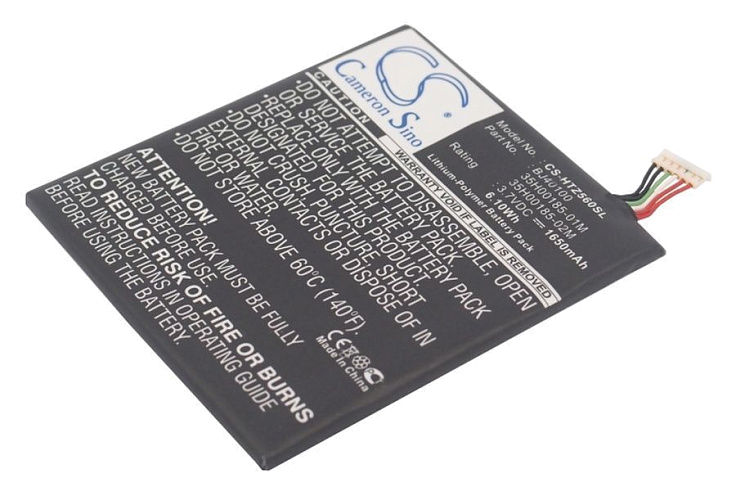 CS
Cameron Sino
Model No.: CS-HTZ560SL
Part No.: BJ40100
35H00185-01M
35H00185-02M
Rating 3.7VDC 1650mAh
6.10Wh
Lithium-Polymer Battery Pack
WARRANTY VOID IF LABEL IS REMOVED
CAUTION
DO NOT ATTEMPT TO DISASSEMBLE, OPEN
OR SERVICE THE BATTERY PACK
REPLACE ONLY WITH THE BATTERY PACK
DESIGNATED FOR THIS PRODUCT.
DO NOT CRUSH, PUNCTURE, SHORT
EXTERNAL CONTACTS OR DISPOSE OF IN
FIRE OR WATER.
DO NOT STORE ABOVE 60°C (140°F).
BATTERY PACK MUST BE FULLY
CHARGED BEFORE USE.
TO REDUCE RISK OF FIRE OR BURNS
READ SAFETY IN OPERATING GUIDE
BEFORE USING THE BATTERY.
CE
Made in China